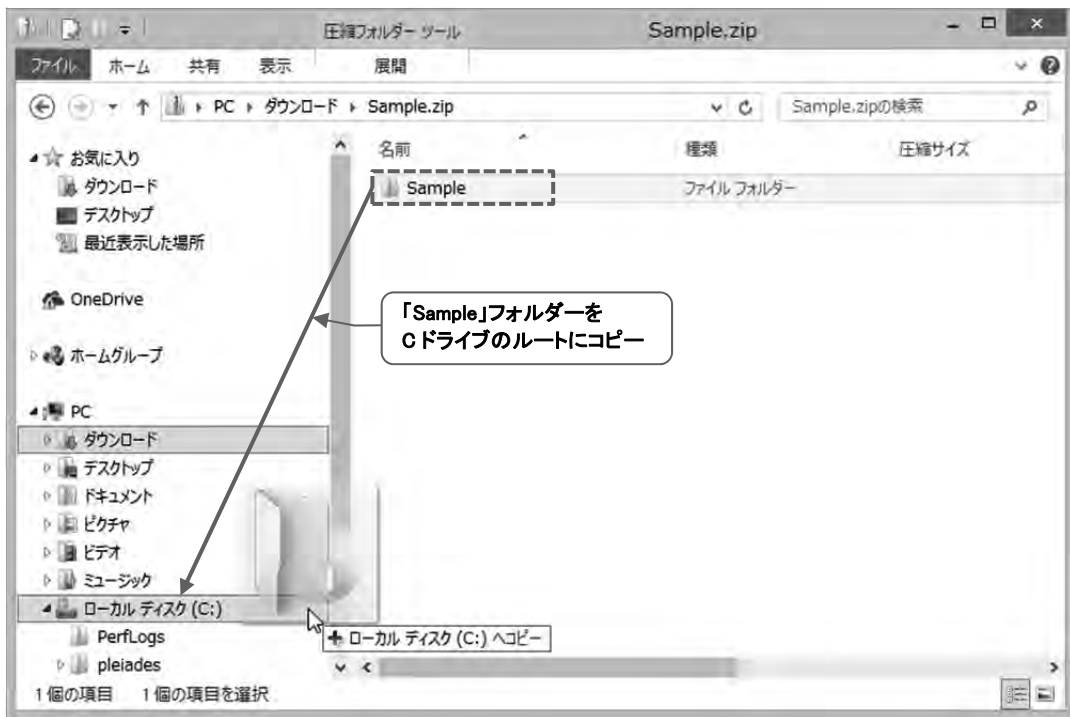 圧縮フォルダー ツール
Sample.zip
ファイル ホーム 共有 表示 展開
PC ダウンロード Sample.zip
Sample.zipの検索
お気に入り
ダウンロード
デスクトップ
最近表示した場所
OneDrive
ホームグループ
PC
ダウンロード
デスクトップ
ドキュメント
ピクチャ
ビデオ
ミュージック
ローカル ディスク (C:)
PerfLogs
pleiades
名前 種類 圧縮サイズ
Sample ファイル フォルダー
「Sample」フォルダーを
Cドライブのルートにコピー
ローカル ディスク (C:) へコピー
1 個の項目 1 個の項目を選択